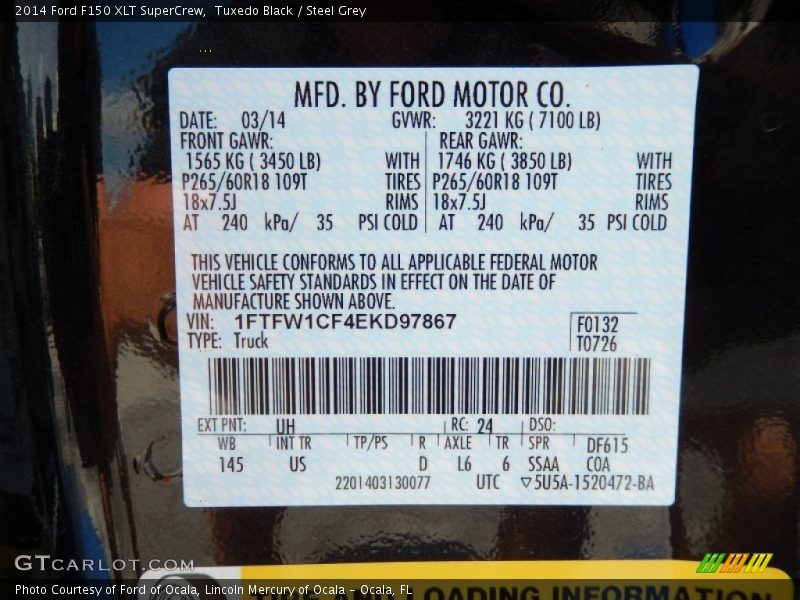 2014 Ford F150 XLT SuperCrew,  Tuxedo Black / Steel Grey
MFD. BY FORD MOTOR CO.
DATE: 03/14 GVWR: 3221 KG ( 7100 LB)
FRONT GAWR: REAR GAWR:
1565 KG ( 3450 LB) WITH 1746 KG ( 3850 LB) WITH
P265/60R18 109T TIRES P265/60R18 109T TIRES
18x7.5J RIMS 18x7.5J RIMS
AT 240 kPa/ 35 PSI COLD AT 240 kPa/ 35 PSI COLD
THIS VEHICLE CONFORMS TO ALL APPLICABLE FEDERAL MOTOR
VEHICLE SAFETY STANDARDS IN EFFECT ON THE DATE OF
MANUFACTURE SHOWN ABOVE.
VIN: 1FTFW1CF4EKD97867 F0132
TYPE: Truck T0726
EXT PNT: UH RC: 24 DSO:
WB INT TR TP/PS R AXLE TR SPR DF615
145 US D L6 6 SSAA COA
2201403130077 UTC ▽5U5A-1520472-BA
GTCARLOT.COM
TIRE AND LOADING INFORMATION
Photo Courtesy of Ford of Ocala, Lincoln Mercury of Ocala - Ocala, FL